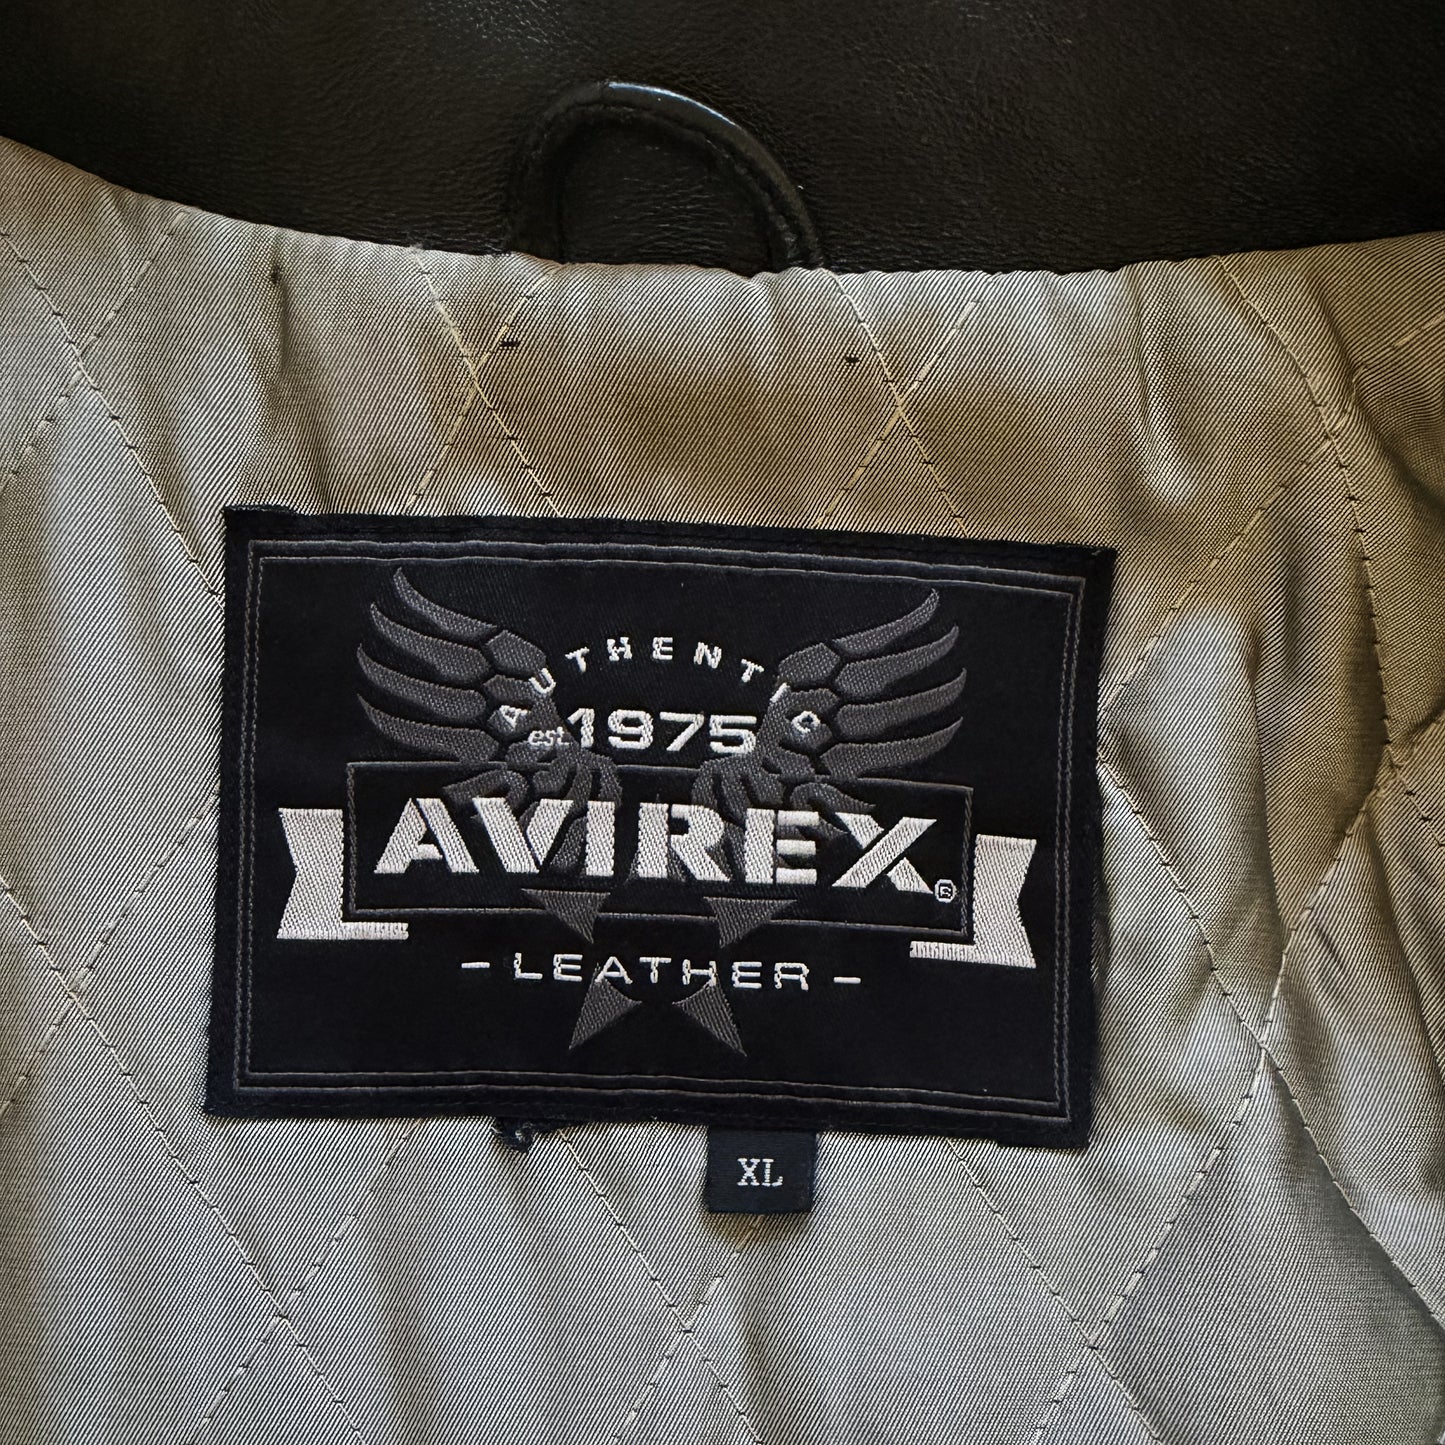 AUTHENTIC
est. 1975
AVIREX®
- LEATHER -
XL